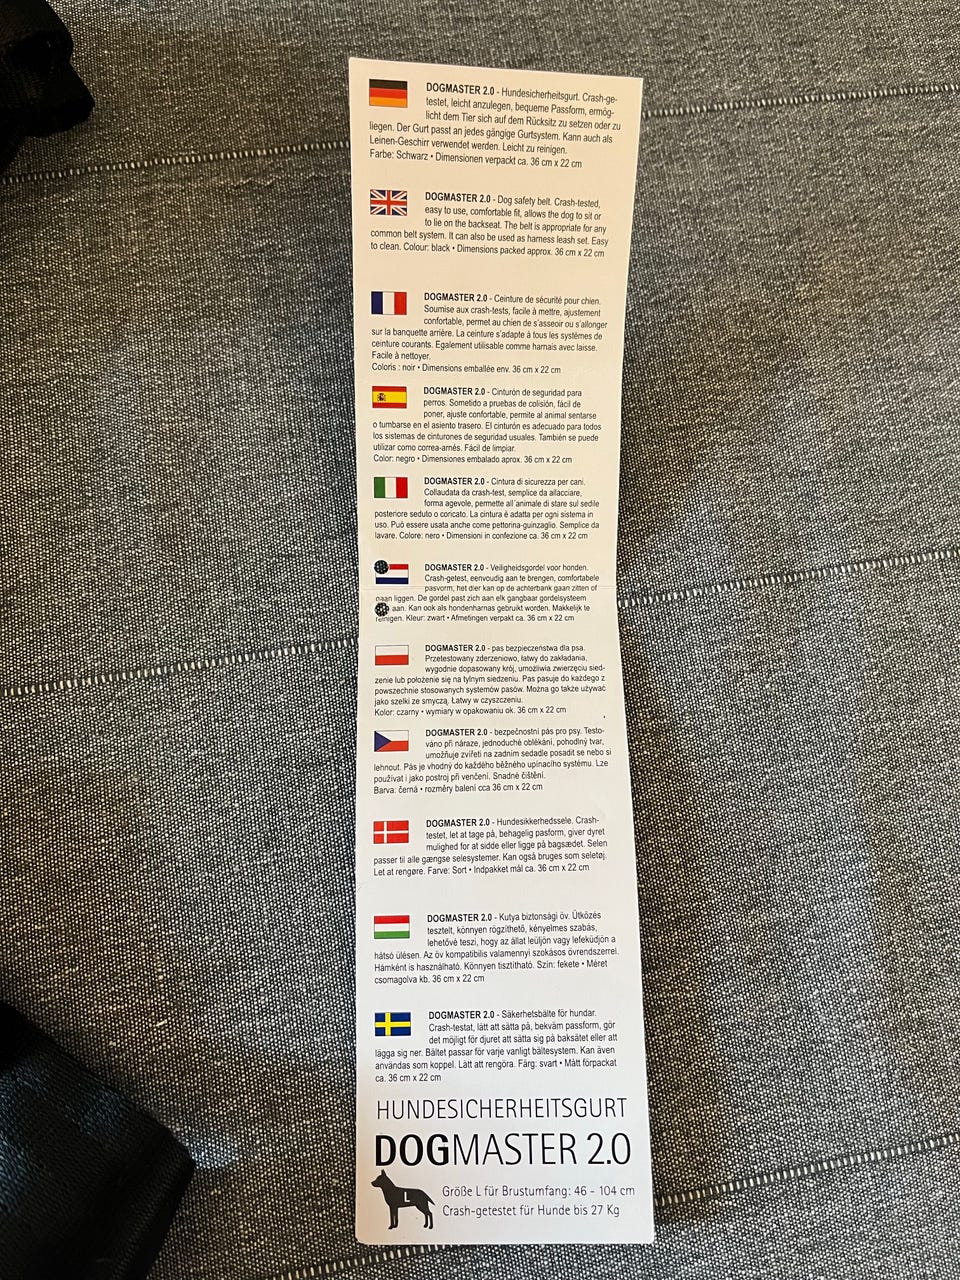 DOGMASTER 2.0 - Hundesicherheitsgurt. Crash-ge-
testet, leicht anzulegen, bequeme Passform, ermög-
licht dem Tier sich auf dem Rücksitz zu setzen oder zu
liegen. Der Gurt passt an jedes gängige Gurtsystem. Kann auch als
Leinen-Geschirr verwendet werden. Leicht zu reinigen.
Farbe: Schwarz • Dimensionen verpackt ca. 36 cm x 22 cm
DOGMASTER 2.0 - Dog safety belt. Crash-tested,
easy to use, comfortable fit, allows the dog to sit or
to lie on the backseat. The belt is appropriate for any
common belt system. It can also be used as harness leash set. Easy
to clean. Colour: black • Dimensions packed approx. 36 cm x 22 cm
DOGMASTER 2.0 - Ceinture de sécurité pour chien.
Soumise aux crash-tests, facile à mettre, ajustement
confortable, permet au chien de s'asseoir ou s'allonger
sur la banquette arrière. La ceinture s'adapte à tous les systèmes de
ceinture courants. Egalement utilisable comme harnais avec laisse.
Facile à nettoyer.
Coloris : noir • Dimensions emballée env. 36 cm x 22 cm
DOGMASTER 2.0 - Cinturón de seguridad para
perros. Sometido a pruebas de colisión, fácil de
poner, ajuste confortable, permite al animal sentarse
o tumbarse en el asiento trasero. El cinturón es adecuado para todos
los sistemas de cinturones de seguridad usuales. También se puede
utilizar como correa-arnés. Fácil de limpiar.
Color: negro • Dimensiones embalado aprox. 36 cm x 22 cm
DOGMASTER 2.0 - Cintura di sicurezza per cani.
Collaudata da crash-test, semplice da allacciare,
forma agevole, permette all´animale di stare sul sedile
posteriore seduto o coricato. La cintura è adatta per ogni sistema in
uso. Può essere usata anche come pettorina-guinzaglio. Semplice da
lavare. Colore: nero • Dimensioni in confezione ca. 36 cm x 22 cm
DOGMASTER 2.0 - Veiligheidsgordel voor honden.
Crash-getest, eenvoudig aan te brengen, comfortabele
pasvorm, het dier kan op de achterbank gaan zitten of
gaan liggen. De gordel past zich aan elk gangbaar gordelsysteem
aan. Kan ook als hondenharnas gebruikt worden. Makkelijk te
reinigen. Kleur: zwart • Afmetingen verpakt ca. 36 cm x 22 cm
DOGMASTER 2.0 - pas bezpieczeństwa dla psa.
Przetestowany zderzeniowo, łatwy do zakładania,
wygodnie dopasowany krój, umożliwia zwierzęciu sied-
zenie lub położenie się na tylnym siedzeniu. Pas pasuje do każdego z
powszechnie stosowanych systemów pasów. Można go także używać
jako szelki ze smyczą. Łatwy w czyszczeniu.
Kolor: czarny • wymiary w opakowaniu ok. 36 cm x 22 cm
DOGMASTER 2.0 - bezpečnostní pás pro psy. Testo-
váno při náraze, jednoduché oblékání, pohodlný tvar,
umožňuje zvířeti na zadním sedadle posadit se nebo si
lehnout. Pás je vhodný do každého běžného upínacího systému. Lze
používat i jako postroj při venčení. Snadné čištění.
Barva: černá • rozměry balení cca 36 cm x 22 cm
DOGMASTER 2.0 - Hundesikkerhedssele. Crash-
testet, let at tage på, behagelig pasform, giver dyret
mulighed for at sidde eller ligge på bagsædet. Selen
passer til alle gængse selesystemer. Kan også bruges som seletøj.
Let at rengøre. Farve: Sort • Indpakket mål ca. 36 cm x 22 cm
DOGMASTER 2.0 - Kutya biztonsági öv. Ütközés
tesztelt, könnyen rögzíthető, kényelmes szabás,
lehetővé teszi, hogy az állat leüljön vagy lefeküdjön a
hátsó ülésen. Az öv kompatibilis valamennyi szokásos övrendszerrel.
Hámként is használható. Könnyen tisztítható. Szín: fekete • Méret
csomagolva kb. 36 cm x 22 cm
DOGMASTER 2.0 - Säkerhetsbälte för hundar.
Crash-testat, lätt att sätta på, bekväm passform, gör
det möjligt för djuret att sätta sig på baksätet eller att
lägga sig ner. Bältet passar för varje vanligt bältesystem. Kan även
användas som koppel. Lätt att rengöra. Färg: svart • Mått förpackat
ca. 36 cm x 22 cm
HUNDESICHERHEITSGURT
DOGMASTER 2.0
L
Größe L für Brustumfang: 46 - 104 cm
Crash-getestet für Hunde bis 27 Kg